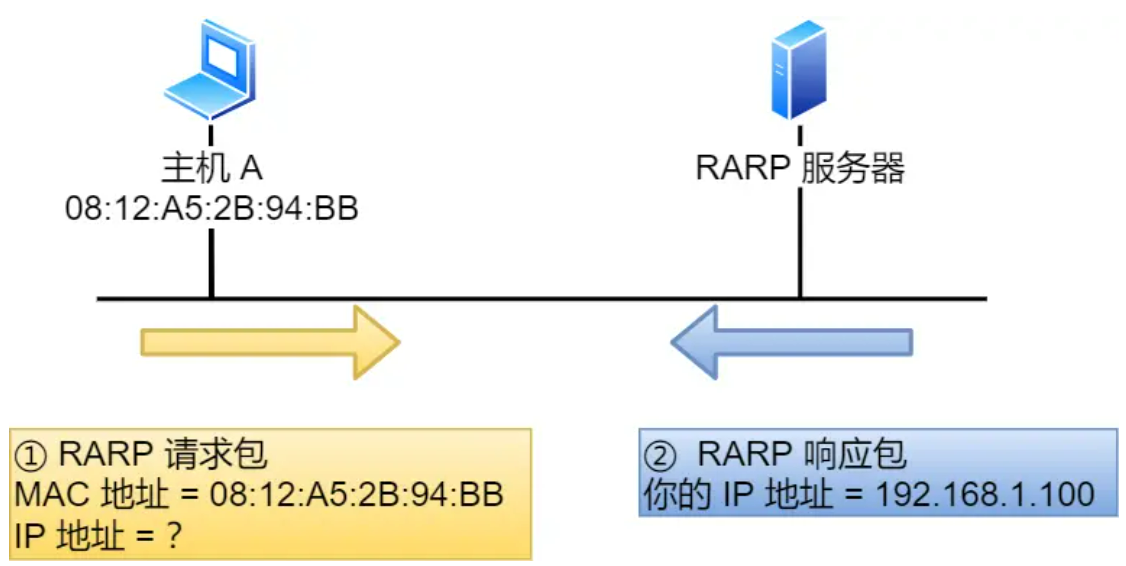 主机 A
08:12:A5:2B:94:BB
RARP 服务器
① RARP 请求包
MAC 地址 = 08:12:A5:2B:94:BB
IP 地址 = ？
② RARP 响应包
你的 IP 地址 = 192.168.1.100